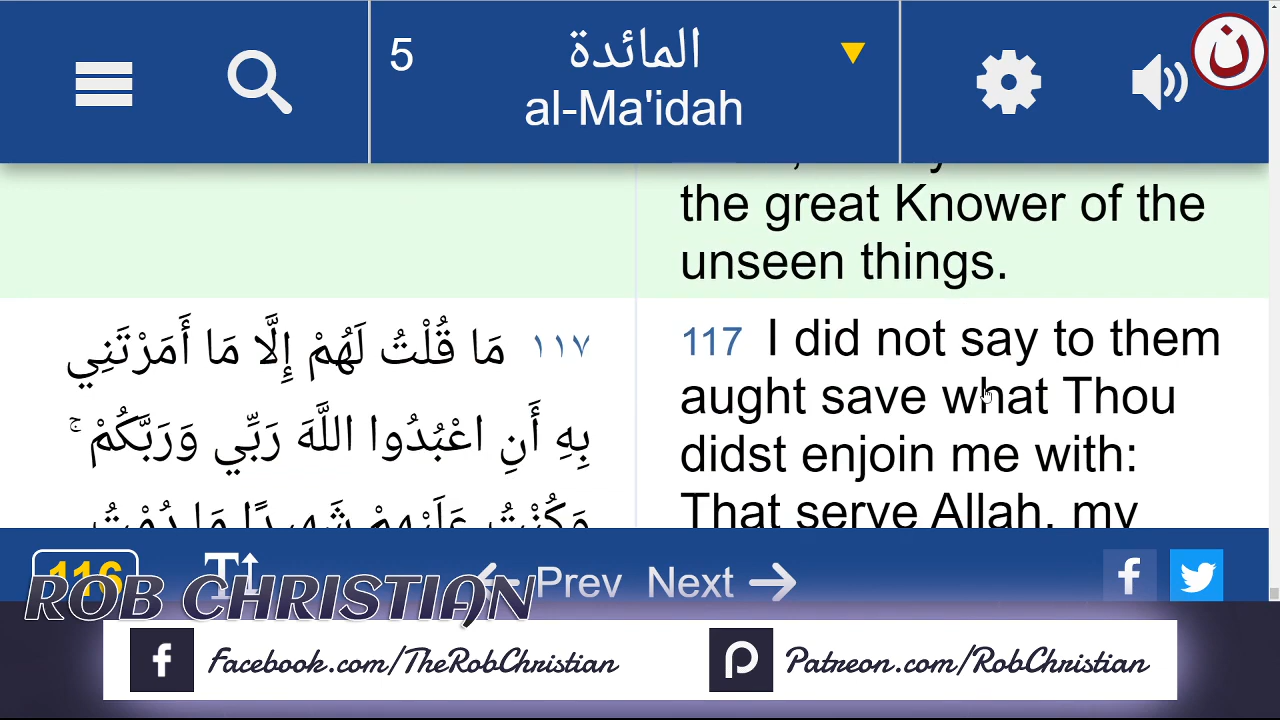 5
المائدة
al-Ma'idah
ن
the great Knower of the
unseen things.
١١٧ مَا قُلْتُ لَهُمْ إِلَّا مَا أَمَرْتَنِي
بِهِ أَنِ اعْبُدُوا اللَّهَ رَبِّي وَرَبَّكُمْ ۚ
وَكُنْتُ عَلَيْهِمْ شَهِيدًا مَا دُمْتُ
117 I did not say to them
aught save what Thou
didst enjoin me with:
That serve Allah, my
116
Prev Next
ROB CHRISTIAN
Facebook.com/TheRobChristian
Patreon.com/RobChristian